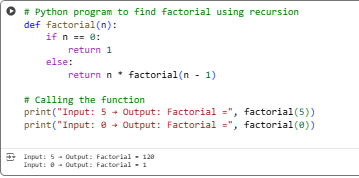 # Python program to find factorial using recursion
def factorial(n):
    if n == 0:
        return 1
    else:
        return n * factorial(n - 1)

# Calling the function
print("Input: 5 → Output: Factorial =", factorial(5))
print("Input: 0 → Output: Factorial =", factorial(0))

Input: 5 → Output: Factorial = 120
Input: 0 → Output: Factorial = 1